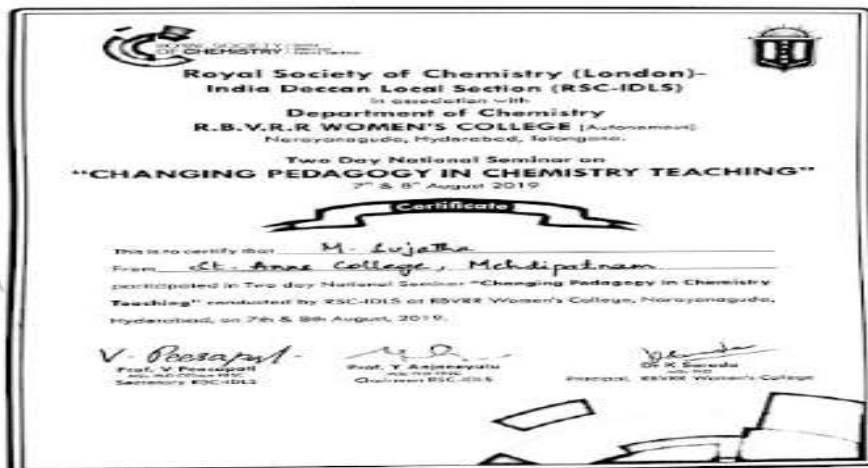 ROYAL SOCIETY
OF CHEMISTRY
Royal Society of Chemistry (London)-
India Deccan Local Section (RSC-IDLS)
in association with
Department of Chemistry
R.B.V.R.R WOMEN'S COLLEGE (Autonomous)
Narayanaguda, Hyderabad, Telangana.
Two Day National Seminar on
"CHANGING PEDAGOGY IN CHEMISTRY TEACHING"
7th & 8th August 2019
Certificate
This is to certify that M. Sujatha
From St. Anne College, Mehdipatnam
participated in Two day National Seminar "Changing Pedagogy in Chemistry
Teaching" conducted by RSC-IDLS at RBVRR Women's College, Narayanaguda,
Hyderabad, on 7th & 8th August, 2019.
Prof. V Peesapati
Secretary RSC-IDLS
Prof. T Anjaneyulu
Chairman RSC-IDLS
Dr K Sarada
Principal, RBVRR Women's College